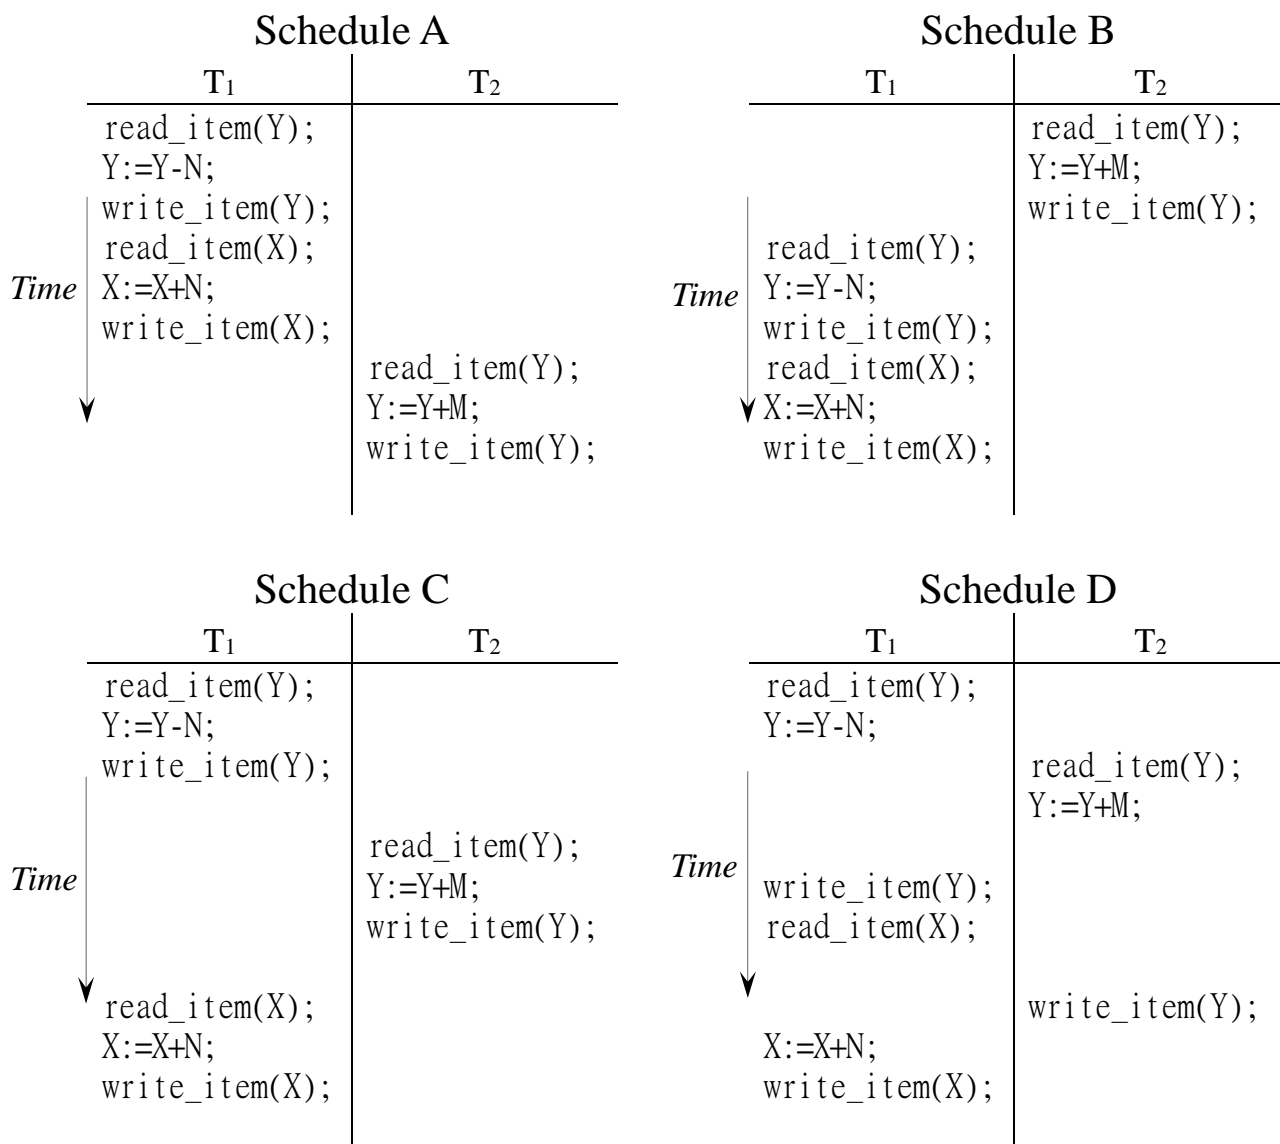 Schedule A
T1 T2
read_item(Y);
Y:=Y-N;
write_item(Y);
read_item(X);
Time X:=X+N;
write_item(X);
read_item(Y);
Y:=Y+M;
write_item(Y);
Schedule B
T1 T2
read_item(Y);
Y:=Y+M;
write_item(Y);
read_item(Y);
Time Y:=Y-N;
write_item(Y);
read_item(X);
X:=X+N;
write_item(X);
Schedule C
T1 T2
read_item(Y);
Y:=Y-N;
write_item(Y);
read_item(Y);
Time Y:=Y+M;
write_item(Y);
read_item(X);
X:=X+N;
write_item(X);
Schedule D
T1 T2
read_item(Y);
Y:=Y-N;
read_item(Y);
Y:=Y+M;
Time
write_item(Y);
read_item(X);
write_item(Y);
X:=X+N;
write_item(X);